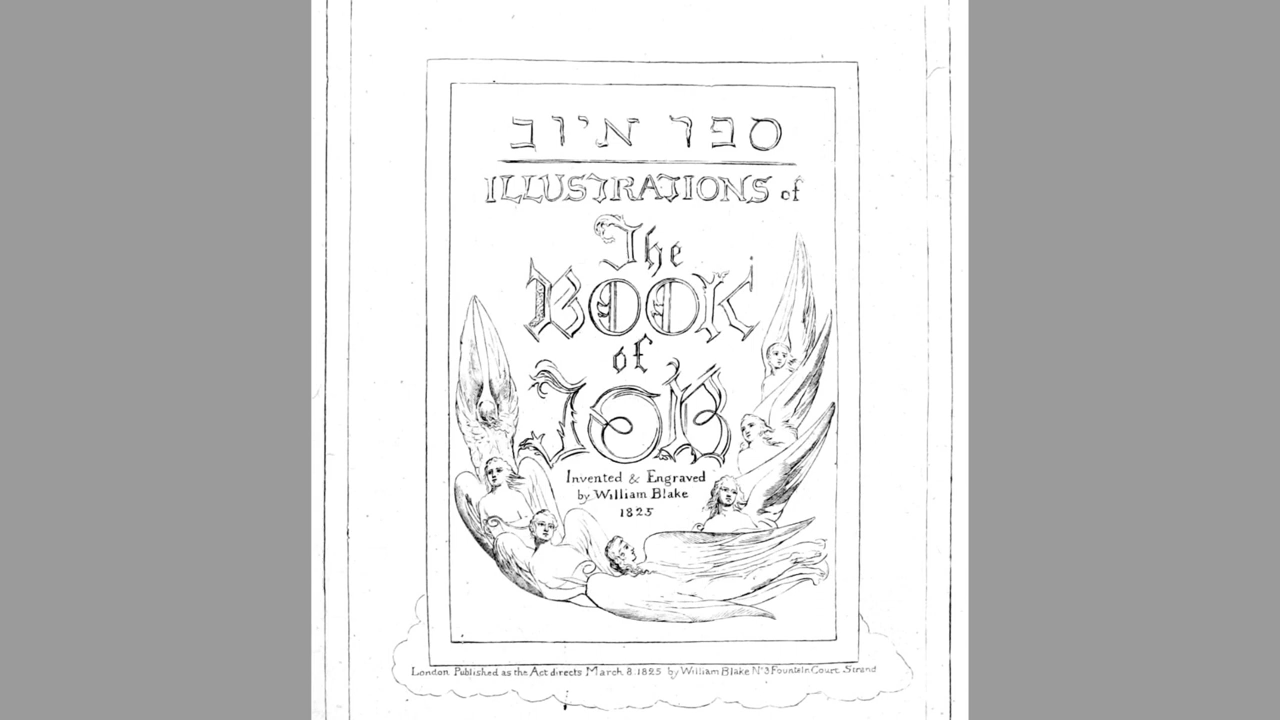 ספר איוב
ILLUSTRATIONS of
The
BOOK
of
JOB
Invented & Engraved
by William Blake
1825
London Published as the Act directs March 8: 1825 by William Blake No 3 Fountain Court Strand